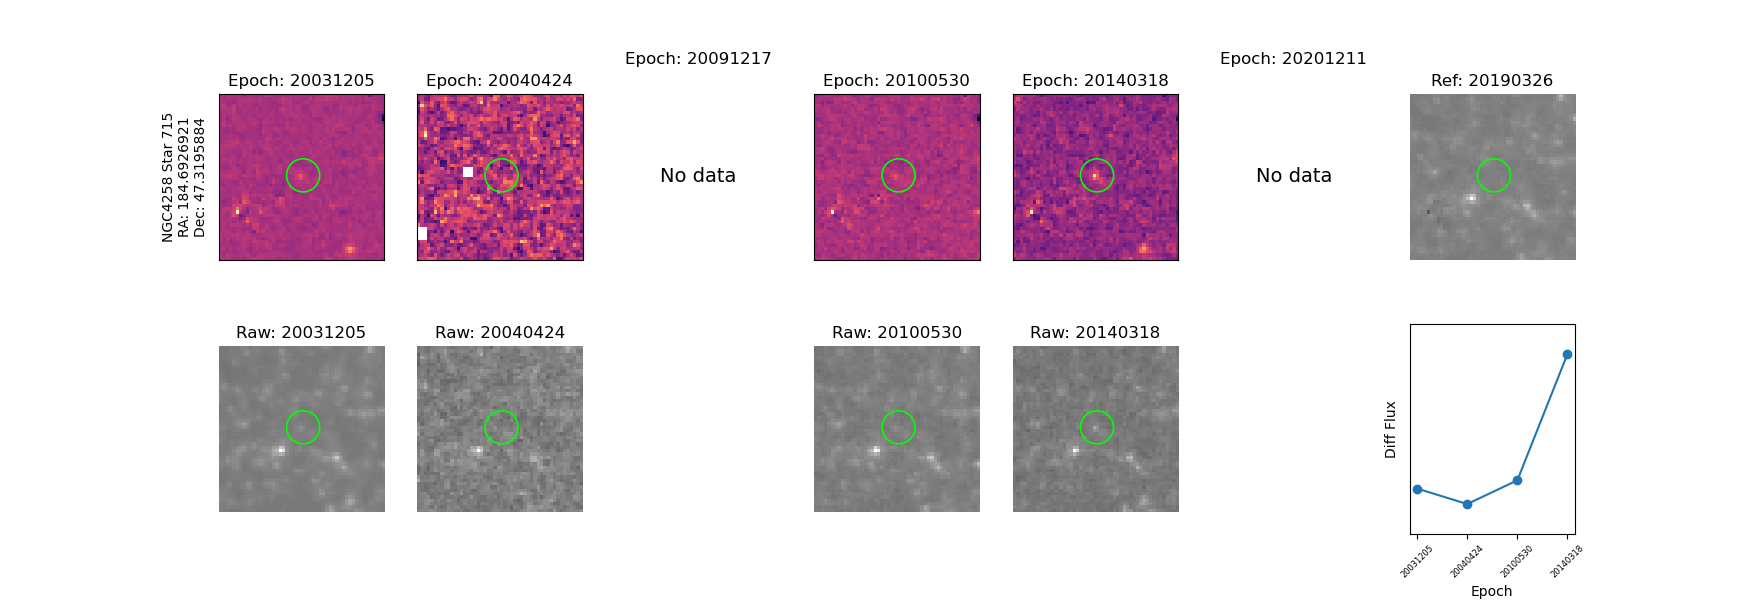 NGC4258 Star 715
RA: 184.6926921
Dec: 47.3195884
Epoch: 20031205
Epoch: 20040424
Epoch: 20091217
No data
Epoch: 20100530
Epoch: 20140318
Epoch: 20201211
No data
Ref: 20190326
Raw: 20031205
Raw: 20040424
Raw: 20100530
Raw: 20140318
Diff Flux
20031205
20040424
20100530
20140318
Epoch